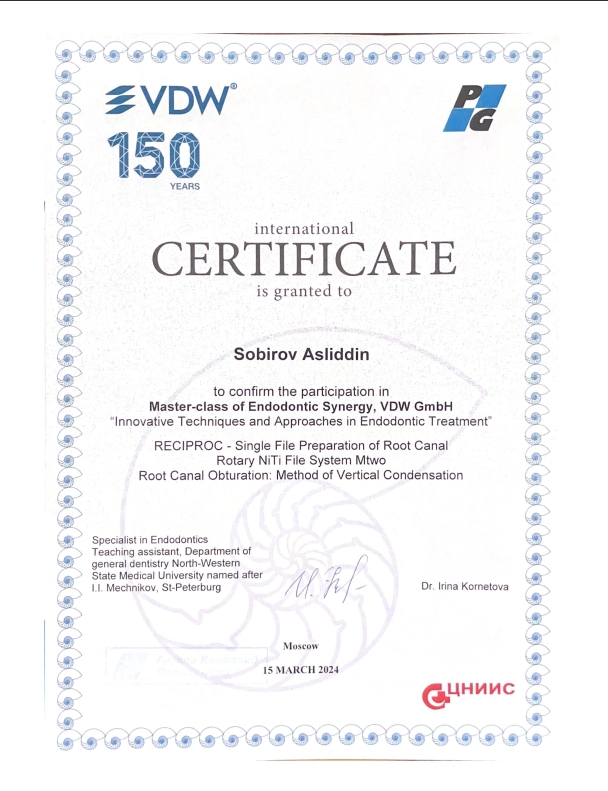 VDW®
150
YEARS
PG
international
CERTIFICATE
is granted to
Sobirov Asliddin
to confirm the participation in
Master-class of Endodontic Synergy, VDW GmbH
“Innovative Techniques and Approaches in Endodontic Treatment”
RECIPROC - Single File Preparation of Root Canal
Rotary NiTi File System Mtwo
Root Canal Obturation: Method of Vertical Condensation
Specialist in Endodontics
Teaching assistant, Department of
general dentistry North-Western
State Medical University named after
I.I. Mechnikov, St-Peterburg
Dr. Irina Kornetova
Moscow
15 MARCH 2024
ЦНИИС